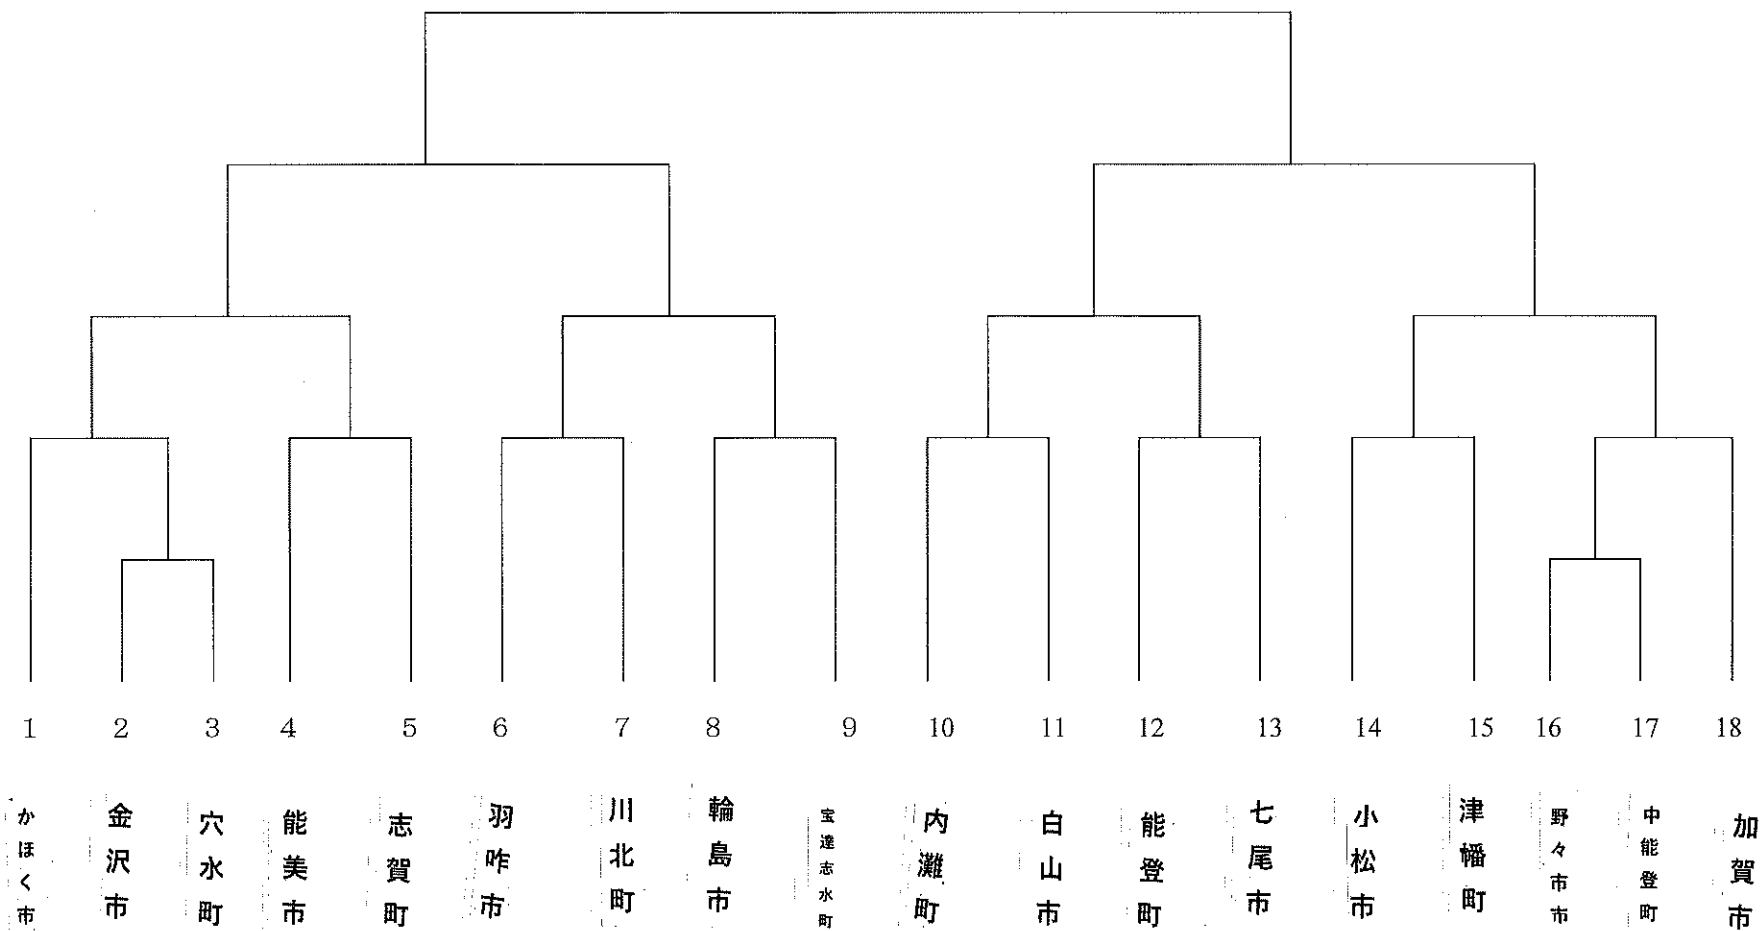 1 2 3 4 5 6 7 8 9 10 11 12 13 14 15 16 17 18
かほく市
金沢市
穴水町
能美市
志賀町
羽咋市
川北町
輪島市
宝達志水町
内灘町
白山市
能登町
七尾市
小松市
津幡町
野々市市
中能登町
加賀市